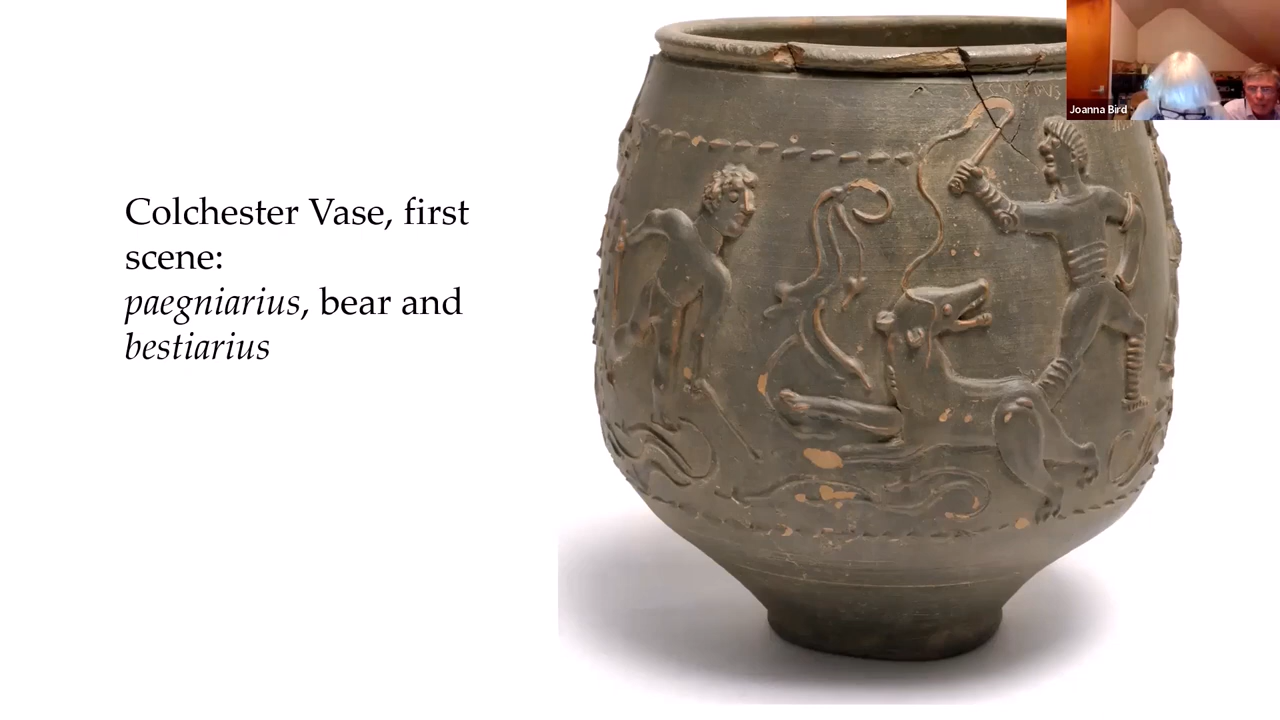 Colchester Vase, first
scene:
paegniarius, bear and
bestiarius
Joanna Bird